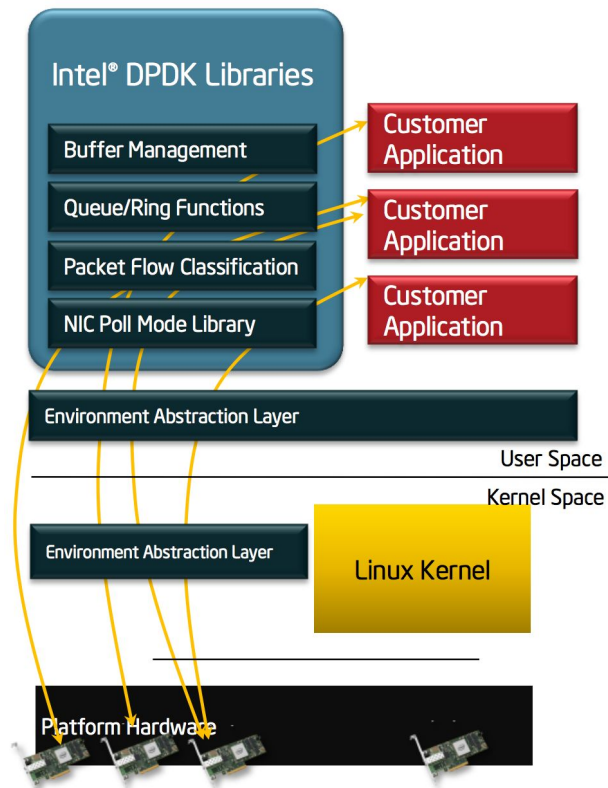 Intel® DPDK Libraries
Buffer Management
Queue/Ring Functions
Packet Flow Classification
NIC Poll Mode Library
Customer
Application
Customer
Application
Customer
Application
Environment Abstraction Layer
User Space
Kernel Space
Environment Abstraction Layer
Linux Kernel
Platform Hardware